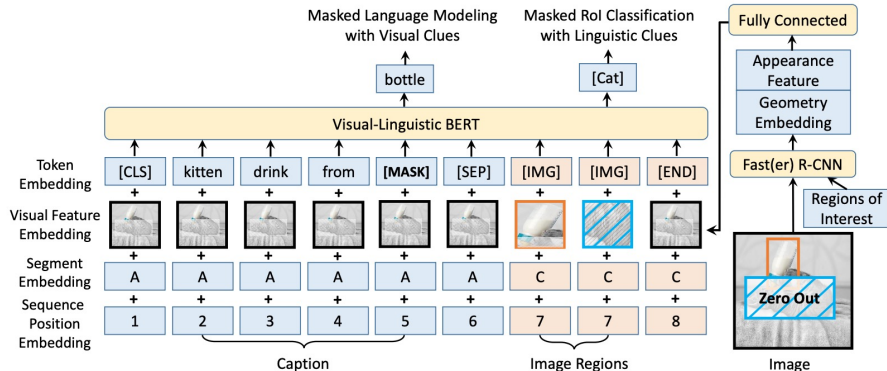 Masked Language Modeling
with Visual Clues
Masked RoI Classification
with Linguistic Clues
Fully Connected
bottle
[Cat]
Appearance
Feature
Geometry
Embedding
Visual-Linguistic BERT
Fast(er) R-CNN
Regions of
Interest
Token
Embedding
[CLS] kitten drink from [MASK] [SEP] [IMG] [IMG] [END]
+ + + + + + + + +
Visual Feature
Embedding
+ + + + + + + + +
Segment
Embedding
A A A A A A C C C
+ + + + + + + + +
Sequence
Position
Embedding
1 2 3 4 5 6 7 7 8
Caption
Image Regions
Zero Out
Image